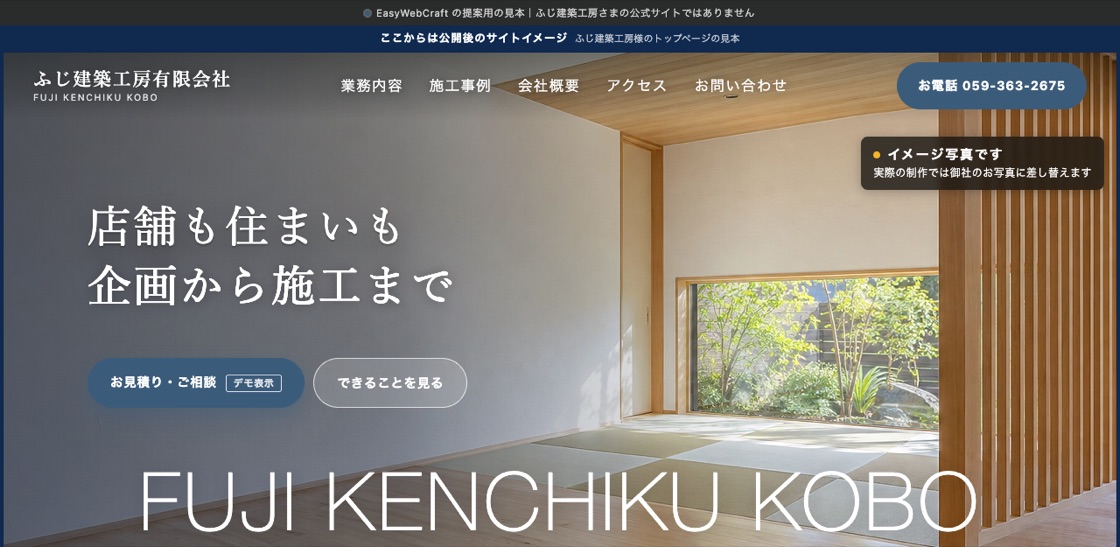 EasyWebCraft の提案用の見本｜ふじ建築工房さまの公式サイトではありません
ここからは公開後のサイトイメージ ふじ建築工房様のトップページの見本
ふじ建築工房有限会社
FUJI KENCHIKU KOBO
業務内容 施工事例 会社概要 アクセス お問い合わせ
お電話 059-363-2675
イメージ写真です
実際の制作では御社のお写真に差し替えます
店舗も住まいも
企画から施工まで
お見積り・ご相談 デモ表示
できることを見る
FUJI KENCHIKU KOBO